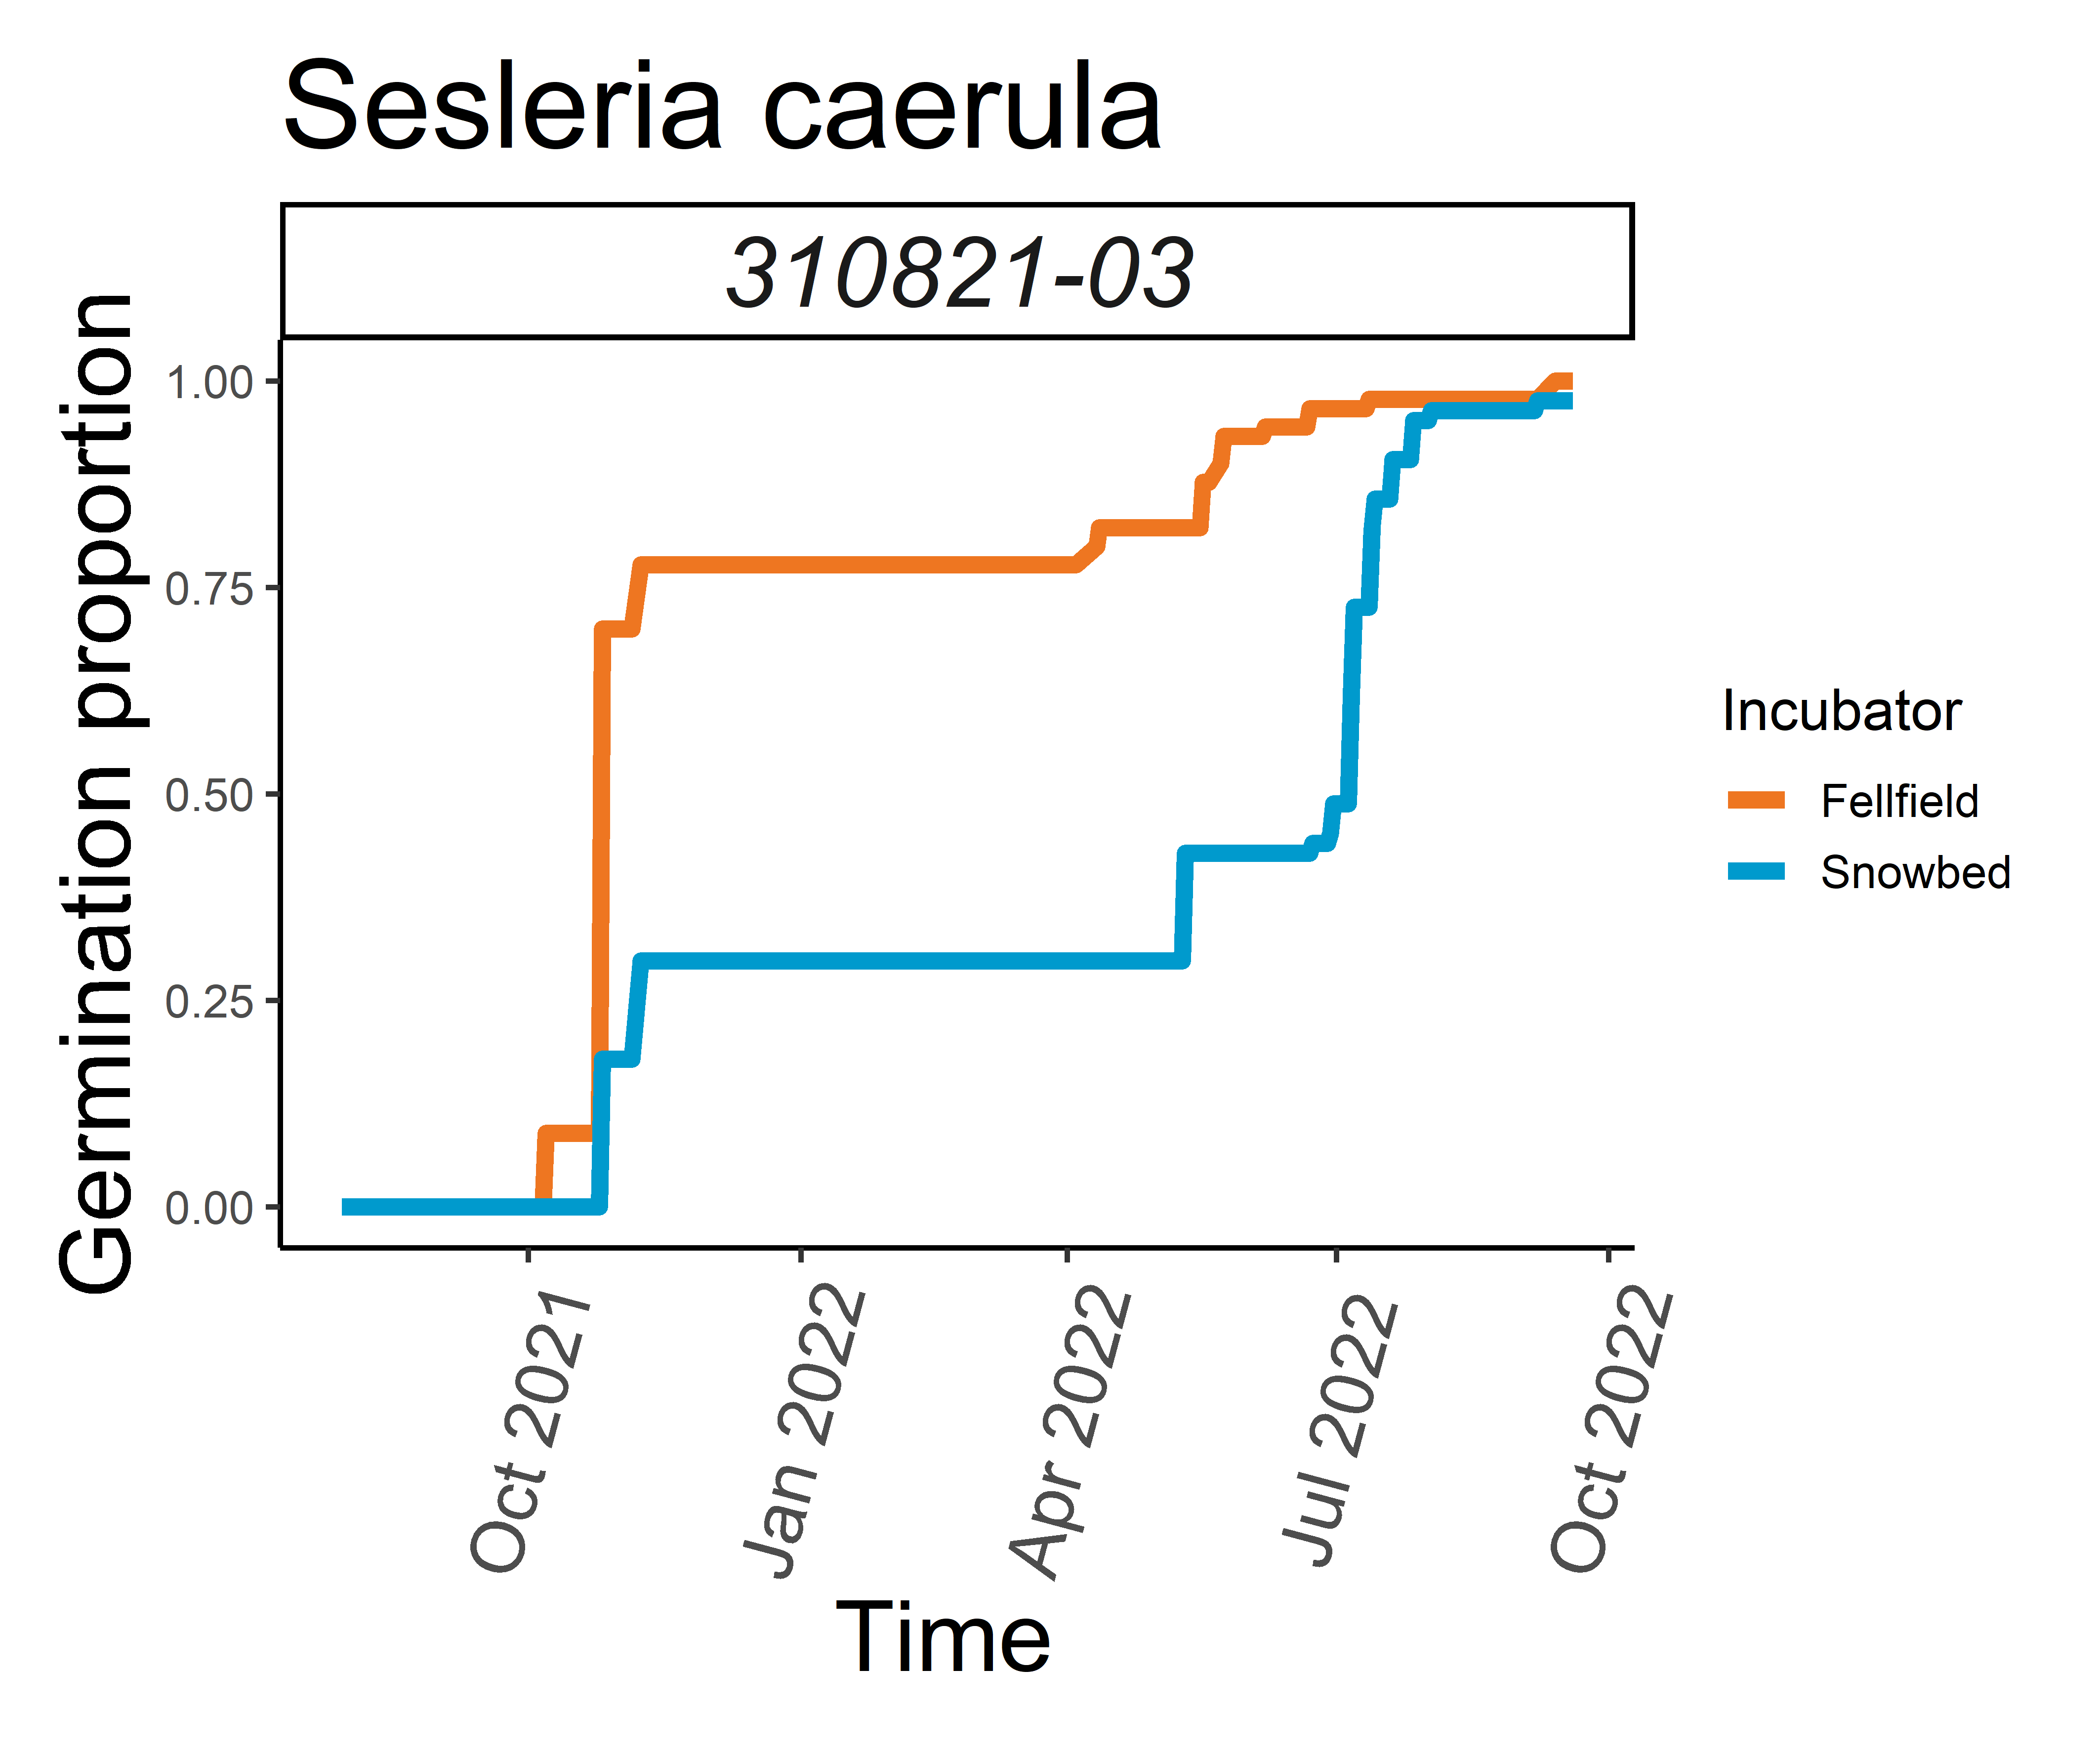 Sesleria caerula
310821-03
Germination proportion
1.00
0.75
0.50
0.25
0.00
Oct 2021
Jan 2022
Apr 2022
Jul 2022
Oct 2022
Time
Incubator
Fellfield
Snowbed